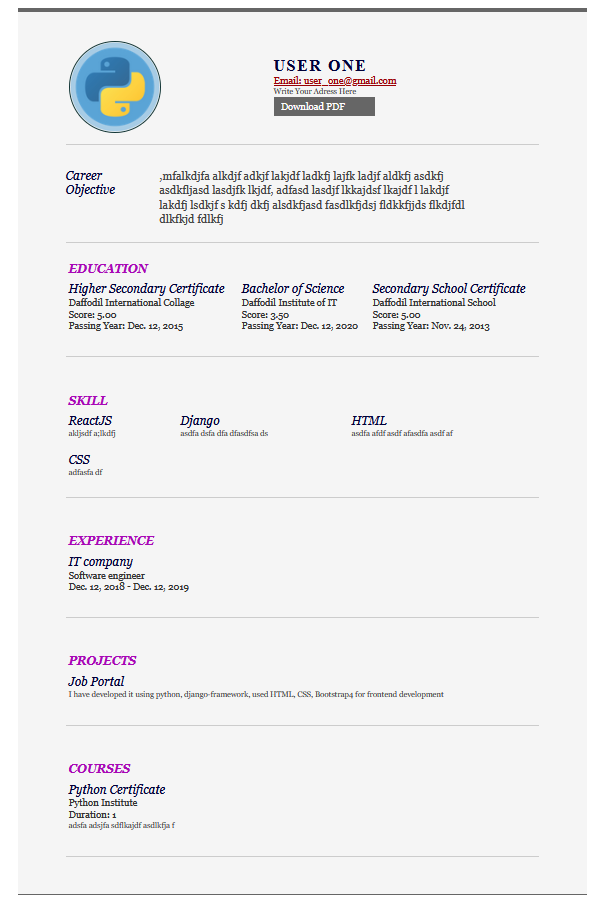 USER ONE
Email: user_one@gmail.com
Write Your Adress Here
Download PDF
Career
Objective
,mfalkdjfa alkdjf adkjf lakjdf ladkfj lajfk ladjf aldkfj asdkfj
asdkfljasd lasdjfk lkjdf, adfasd lasdjf lkkajdsf lkajdf l lakdjf
lakdfj lsdkjf s kdfj dkfj alsdkfjasd fasdlkfjdsj fldkkfjjds flkdjfdl
dlkfkjd fdlkfj
EDUCATION
Higher Secondary Certificate
Daffodil International Collage
Score: 5.00
Passing Year: Dec. 12, 2015
Bachelor of Science
Daffodil Institute of IT
Score: 3.50
Passing Year: Dec. 12, 2020
Secondary School Certificate
Daffodil International School
Score: 5.00
Passing Year: Nov. 24, 2013
SKILL
ReactJS
akljsdf a;lkdfj
Django
asdfa dsfa dfa dfasdfsa ds
HTML
asdfa afdf asdf afasdfa asdf af
CSS
adfasfa df
EXPERIENCE
IT company
Software engineer
Dec. 12, 2018 - Dec. 12, 2019
PROJECTS
Job Portal
I have developed it using python, django-framework, used HTML, CSS, Bootstrap4 for frontend development
COURSES
Python Certificate
Python Institute
Duration: 1
adsfa adsjfa sdflkajdf asdlkfja f